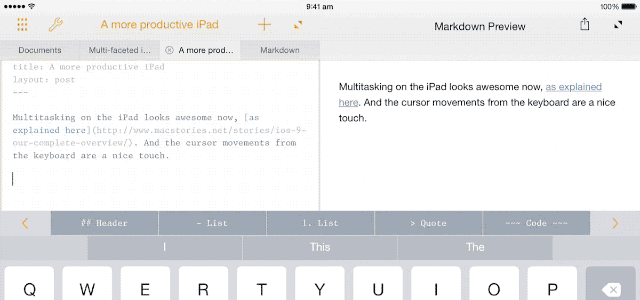 9:41 am
100%
A more productive iPad
Markdown Preview
Documents
Multi-faceted i...
A more prod...
Markdown
title: A more productive iPad
layout: post
---
Multitasking on the iPad looks awesome now, [as
explained here](http://www.macstories.net/stories/ios-9-
our-complete-overview/). And the cursor movements from
the keyboard are a nice touch.
Multitasking on the iPad looks awesome now, as explained
here. And the cursor movements from the keyboard are a nice
touch.
## Header
- List
1. List
> Quote
--- Code ---
I
This
The
Q W E R T Y U I O P